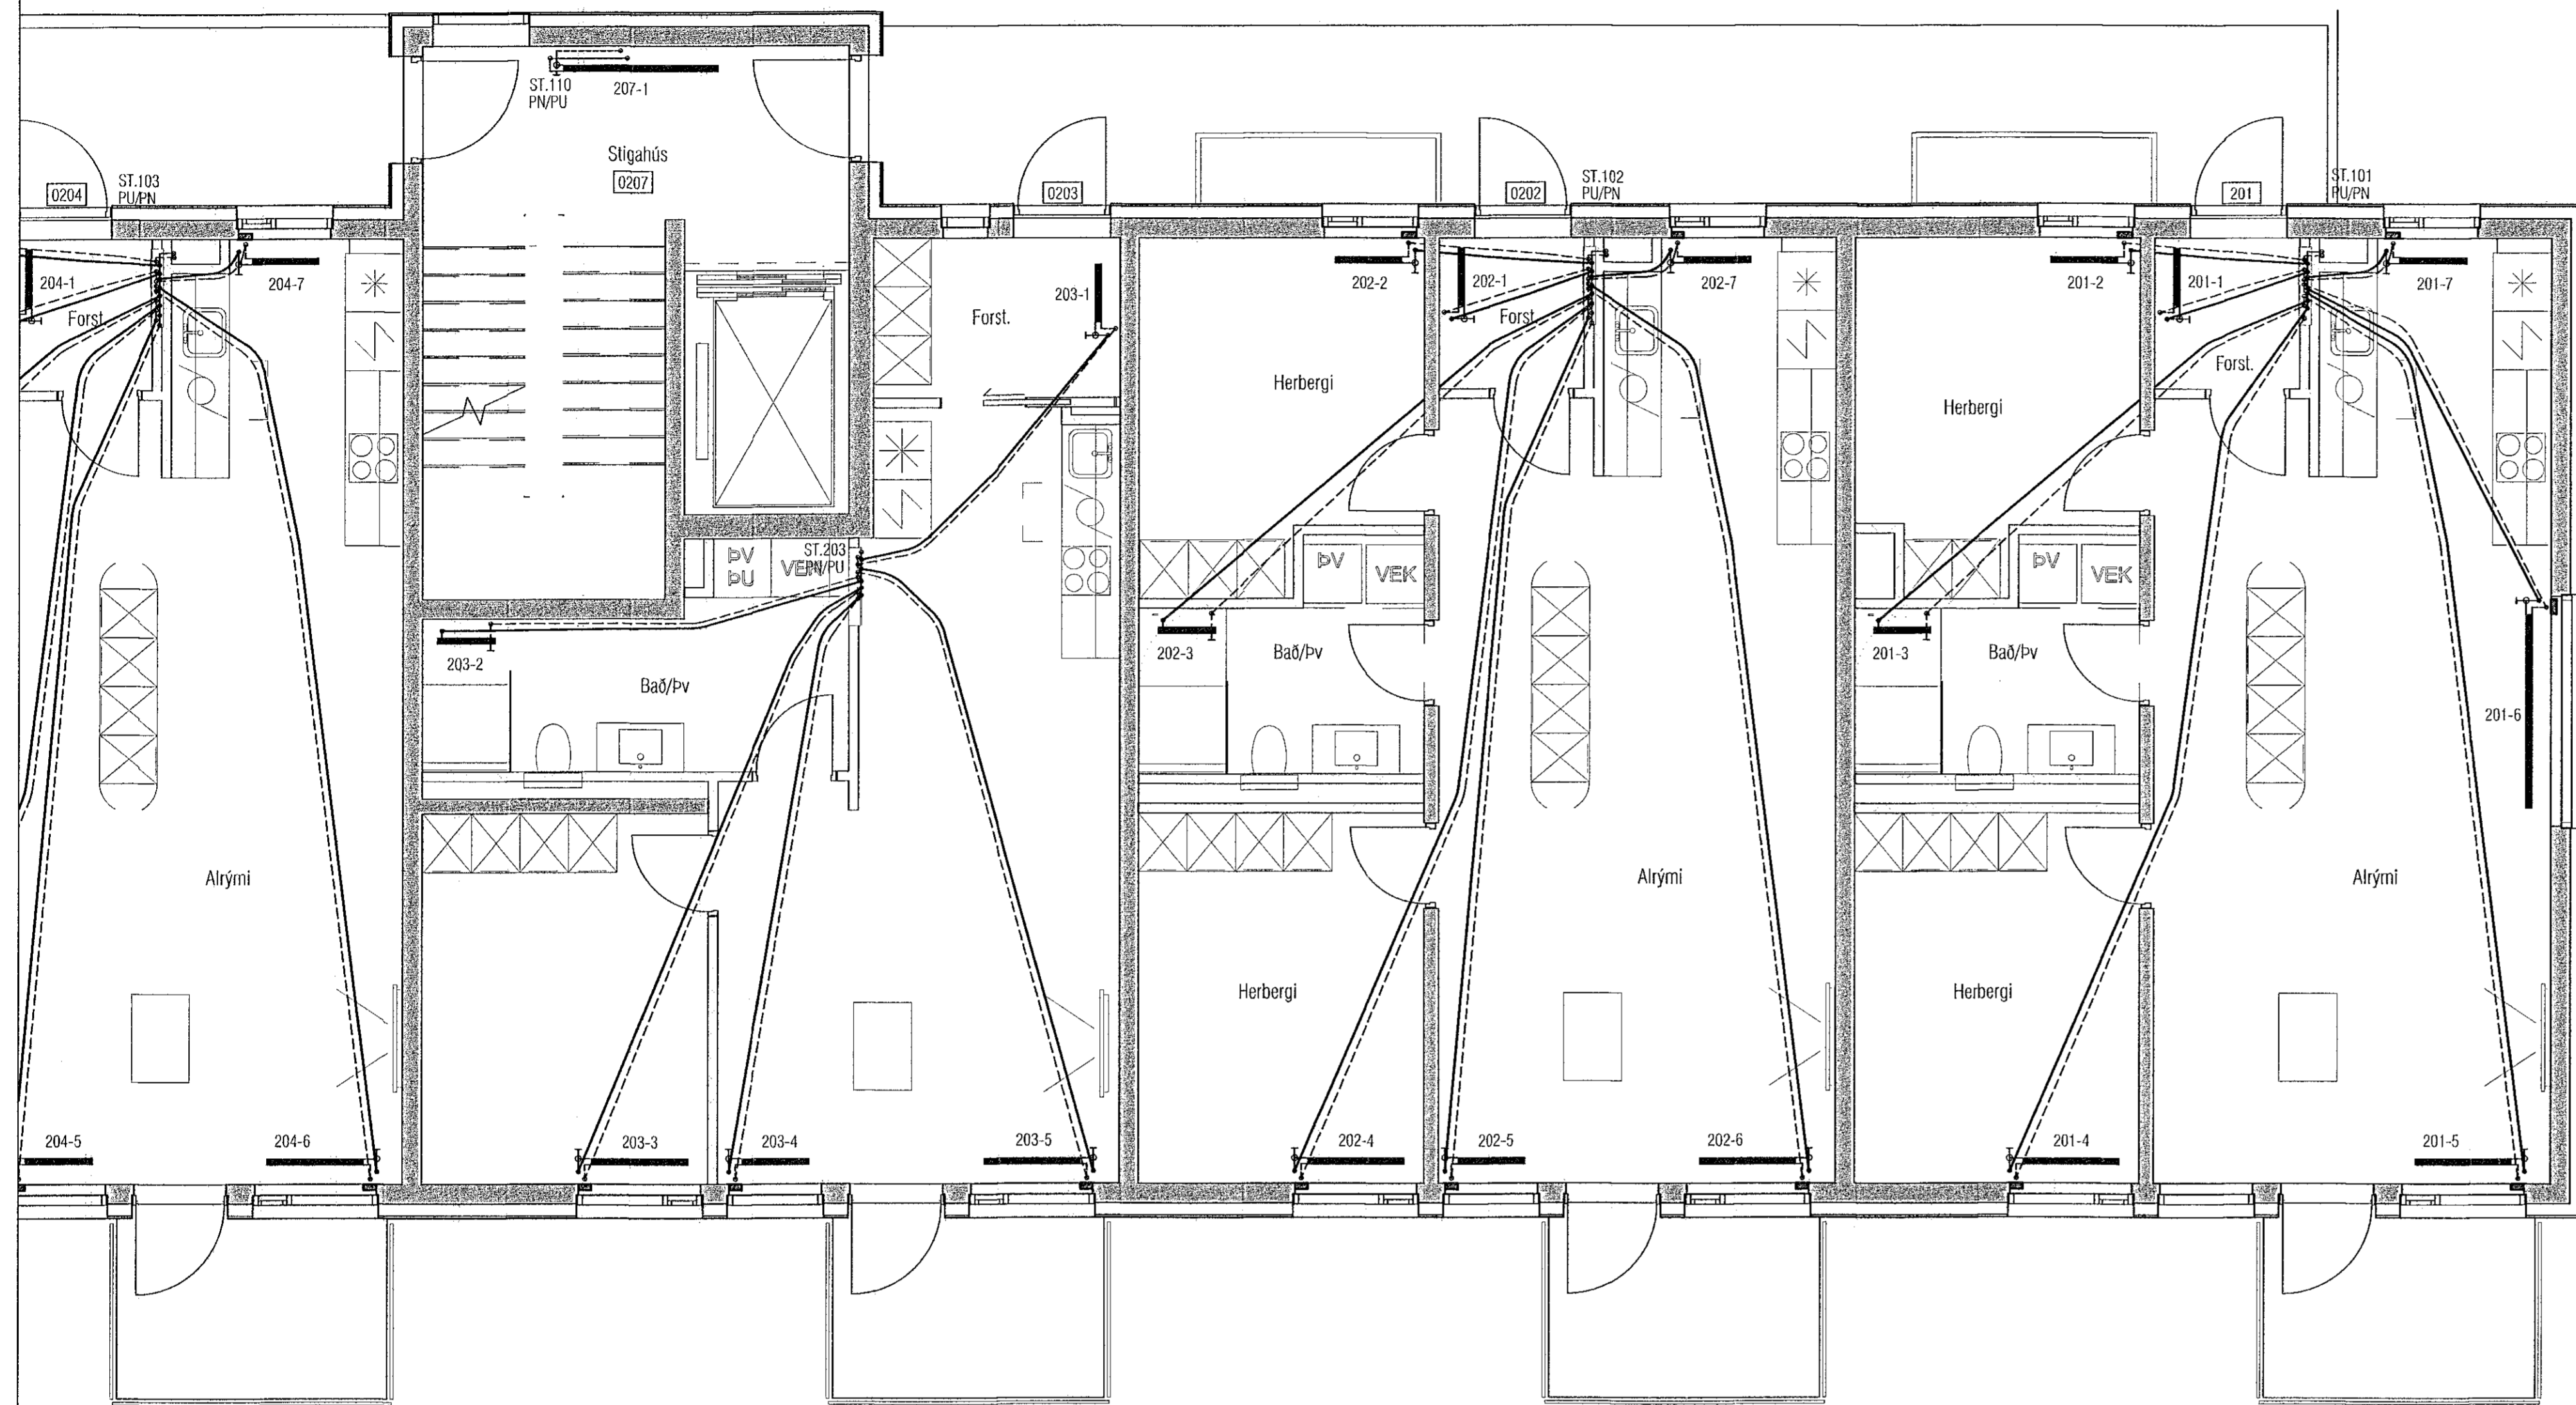 ST.110
PN/PU
207-1
Stigahús
0207
0204
ST.103
PU/PN
0203
0202
ST.102
PU/PN
201
ST.101
PU/PN
204-1
204-7
Forst.
203-1
Forst.
202-2
202-1
202-7
Forst.
201-2
201-1
201-7
Forst.
Herbergi
Herbergi
ÞV
ÞU
ST.203
PN/PU
ÞV
VEK
ÞV
VEK
203-2
Bað/Þv
202-3
Bað/Þv
201-3
Bað/Þv
201-6
Alrými
Alrými
Alrými
Herbergi
Herbergi
204-5
204-6
203-3
203-4
203-5
202-4
202-5
202-6
201-4
201-5